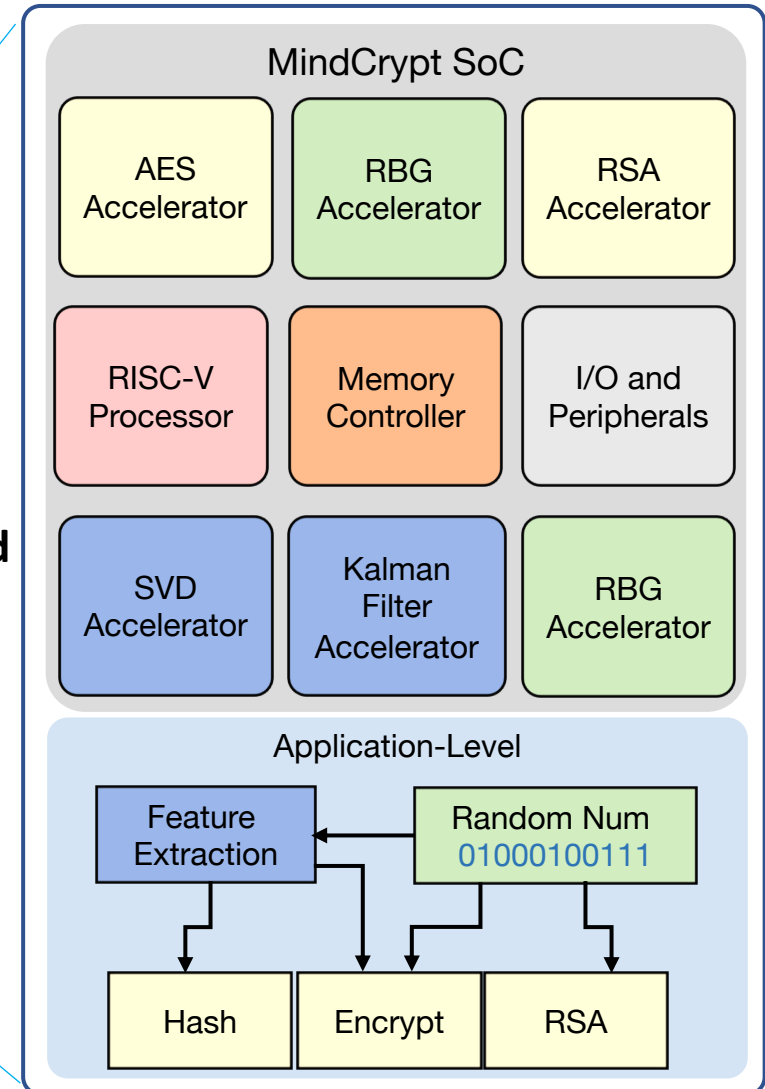 MindCrypt SoC
AES
Accelerator
RBG
Accelerator
RSA
Accelerator
RISC-V
Processor
Memory
Controller
I/O and
Peripherals
d
SVD
Accelerator
Kalman
Filter
Accelerator
RBG
Accelerator
Application-Level
Feature
Extraction
Random Num
01000100111
Hash
Encrypt
RSA